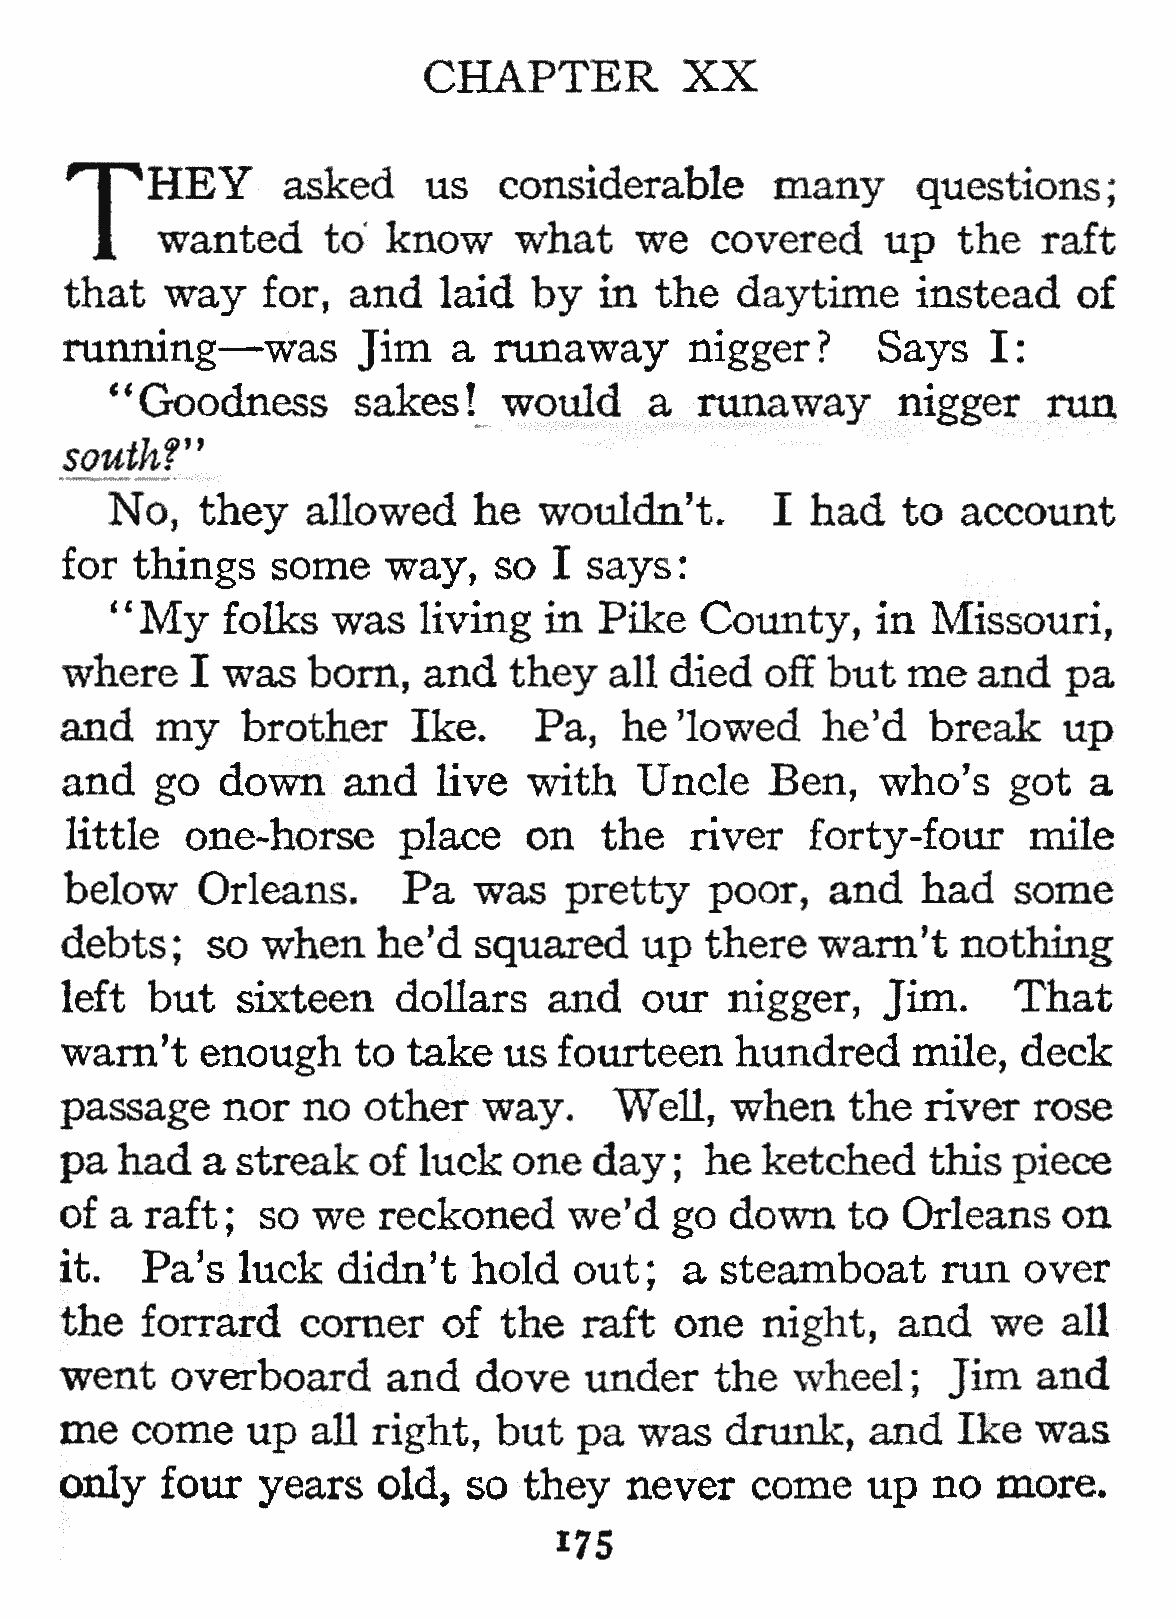 CHAPTER XX
THEY asked us considerable many questions;
wanted to know what we covered up the raft
that way for, and laid by in the daytime instead of
running—was Jim a runaway nigger? Says I:
"Goodness sakes! would a runaway nigger run
south?"
No, they allowed he wouldn't. I had to account
for things some way, so I says:
"My folks was living in Pike County, in Missouri,
where I was born, and they all died off but me and pa
and my brother Ike. Pa, he 'lowed he'd break up
and go down and live with Uncle Ben, who's got a
little one-horse place on the river forty-four mile
below Orleans. Pa was pretty poor, and had some
debts; so when he'd squared up there warn't nothing
left but sixteen dollars and our nigger, Jim. That
warn't enough to take us fourteen hundred mile, deck
passage nor no other way. Well, when the river rose
pa had a streak of luck one day; he ketched this piece
of a raft; so we reckoned we'd go down to Orleans on
it. Pa's luck didn't hold out; a steamboat run over
the forrard corner of the raft one night, and we all
went overboard and dove under the wheel; Jim and
me come up all right, but pa was drunk, and Ike was
only four years old, so they never come up no more.
175